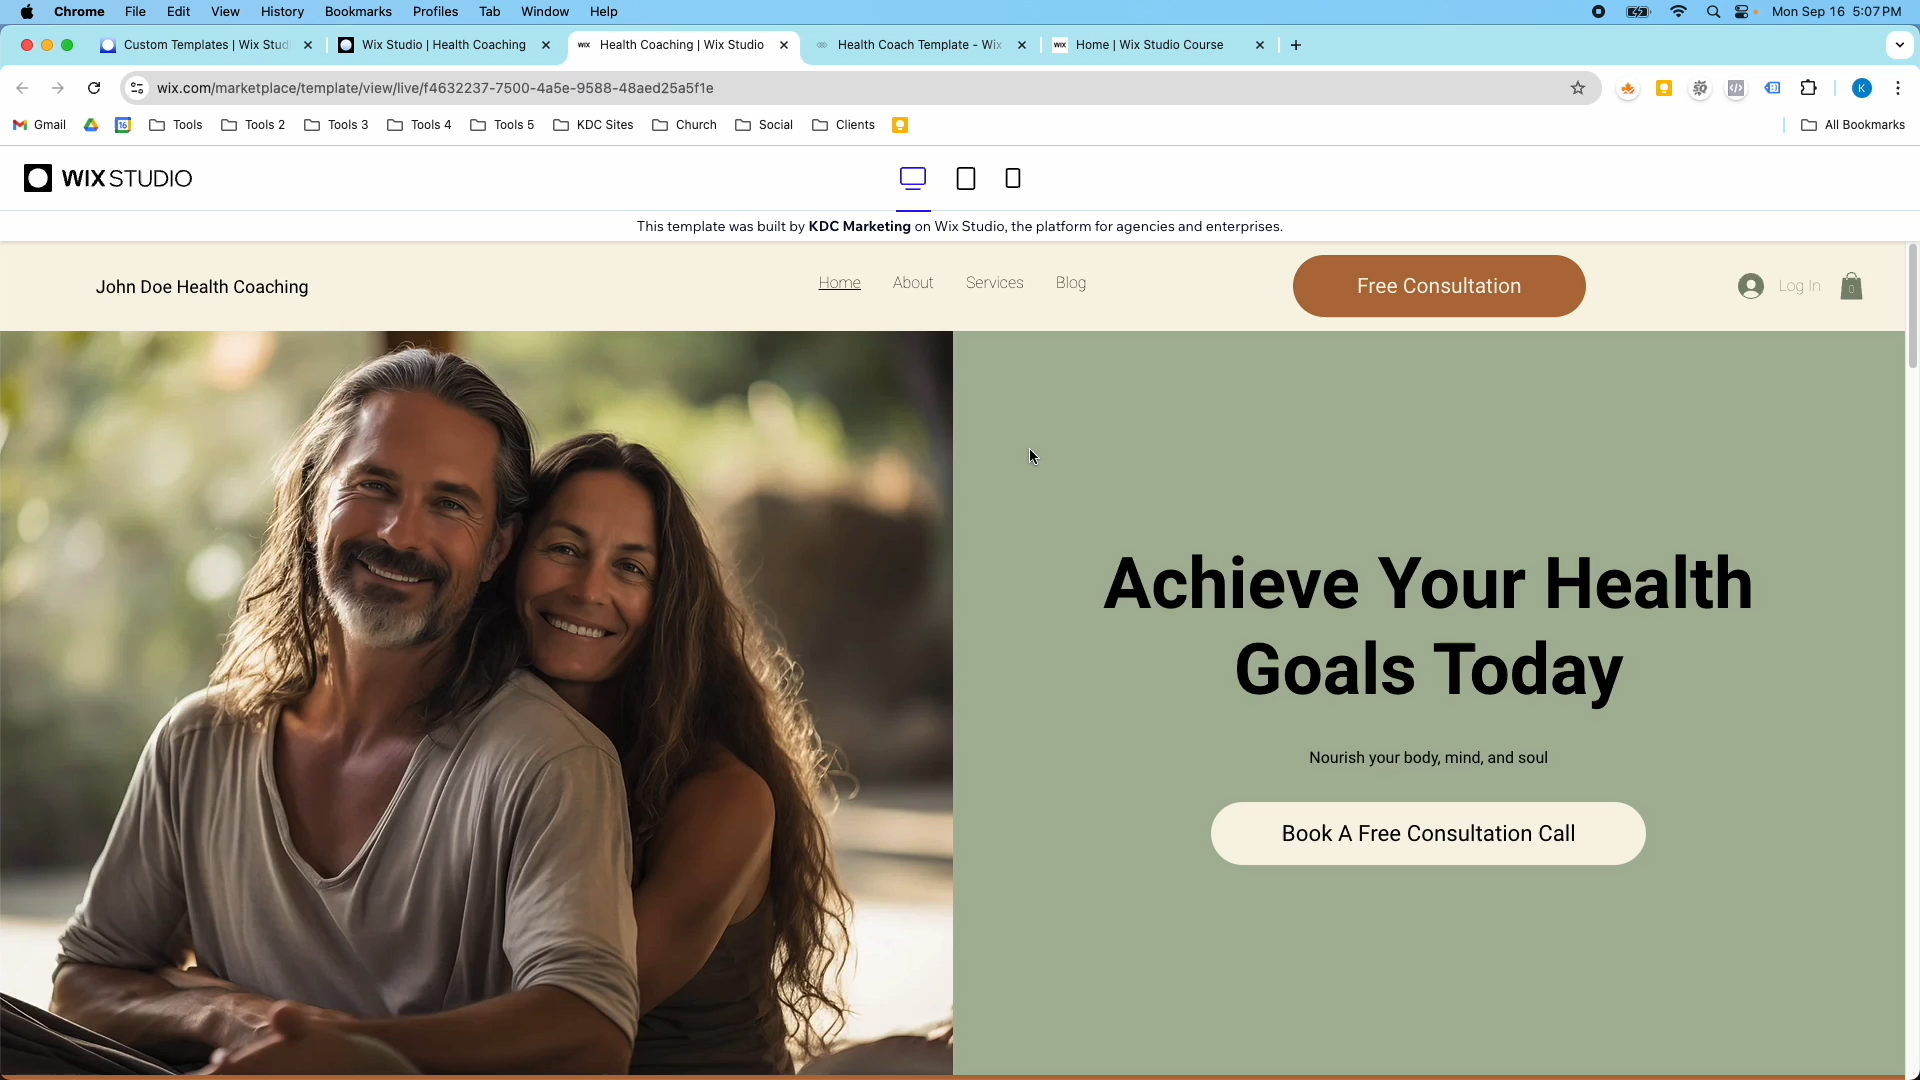 Chrome File Edit View History Bookmarks Profiles Tab Window Help Mon Sep 16 5:07 PM
Custom Templates | Wix Stud Wix Studio | Health Coaching WIX Health Coaching | Wix Studio Health Coach Template - Wix WIX Home | Wix Studio Course
wix.com/marketplace/template/view/live/f4632237-7500-4a5e-9588-48aed25a5f1e K
Gmail 16 Tools Tools 2 Tools 3 Tools 4 Tools 5 KDC Sites Church Social Clients All Bookmarks
WIX STUDIO
This template was built by KDC Marketing on Wix Studio, the platform for agencies and enterprises.
John Doe Health Coaching Home About Services Blog Free Consultation Log In 0
Achieve Your Health
Goals Today
Nourish your body, mind, and soul
Book A Free Consultation Call